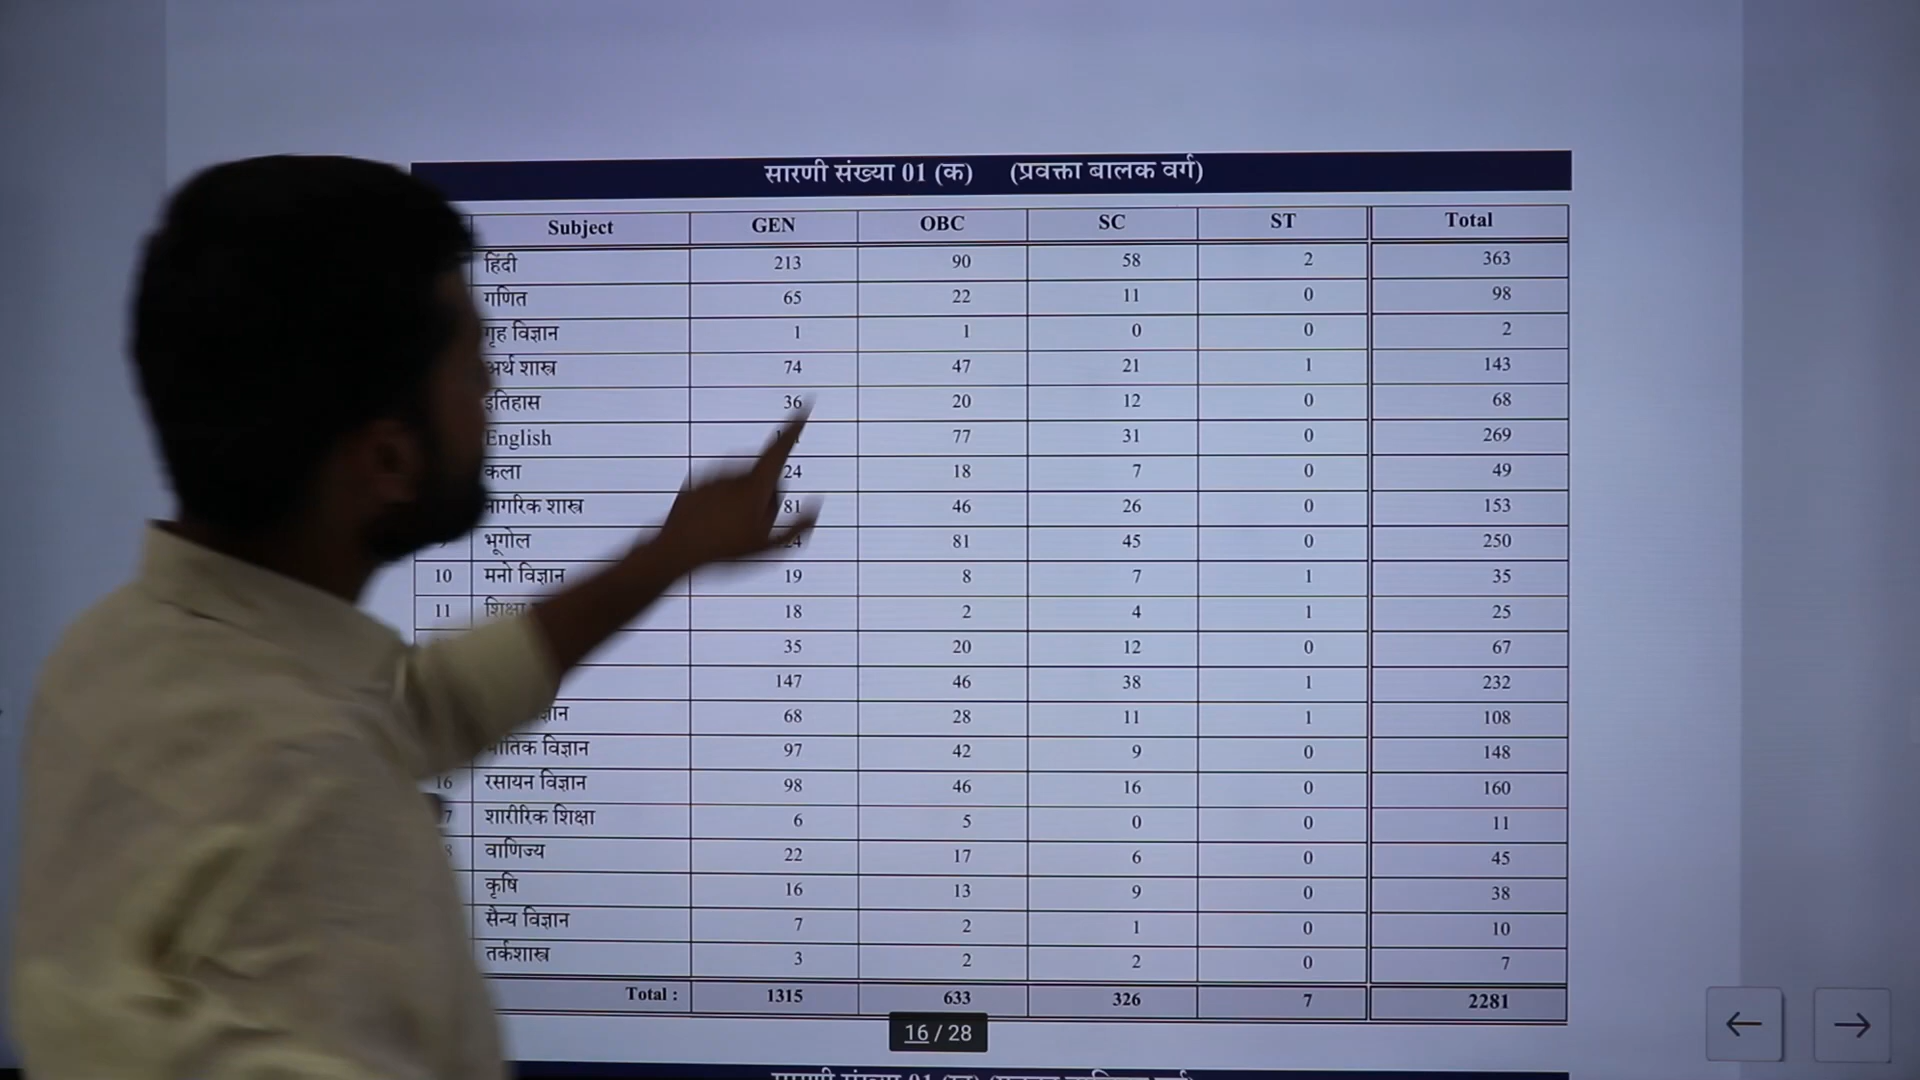 सारणी संख्या 01 (क) (प्रवक्ता बालक वर्ग)
Subject GEN OBC SC ST Total
हिंदी 213 90 58 2 363
गणित 65 22 11 0 98
गृह विज्ञान 1 1 0 0 2
अर्थ शास्त्र 74 47 21 1 143
इतिहास 36 20 12 0 68
English 77 31 0 269
कला 24 18 7 0 49
नागरिक शास्त्र 81 46 26 0 153
भूगोल 81 45 0 250
10 मनो विज्ञान 19 8 7 1 35
11 18 2 4 1 25
35 20 12 0 67
147 46 38 1 232
68 28 11 1 108
विज्ञान 97 42 9 0 148
16 रसायन विज्ञान 98 46 16 0 160
शारीरिक शिक्षा 6 5 0 0 11
वाणिज्य 22 17 6 0 45
कृषि 16 13 9 0 38
सैन्य विज्ञान 7 2 1 0 10
तर्कशास्त्र 3 2 2 0 7
Total : 1315 633 326 7 2281
16 / 28